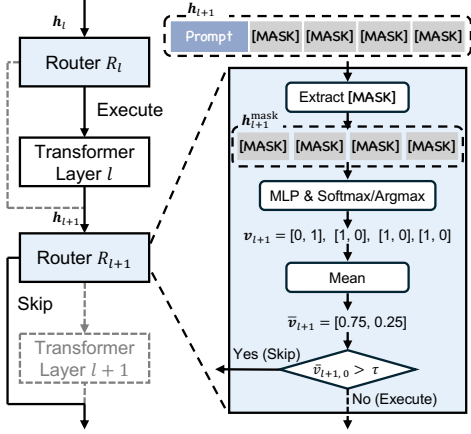 h_l
Router R_l
Execute
Transformer
Layer l
h_{l+1}
Router R_{l+1}
Skip
Transformer
Layer l + 1
h_{l+1}
Prompt [MASK] [MASK] [MASK] [MASK]
Extract [MASK]
h_{l+1}^{mask}
[MASK] [MASK] [MASK] [MASK]
MLP & Softmax/Argmax
v_{l+1} = [0, 1], [1, 0], [1, 0],[1, 0]
Mean
v̄_{l+1} = [0.75, 0.25]
Yes (Skip)
v̄_{l+1,0} > τ
No (Execute)